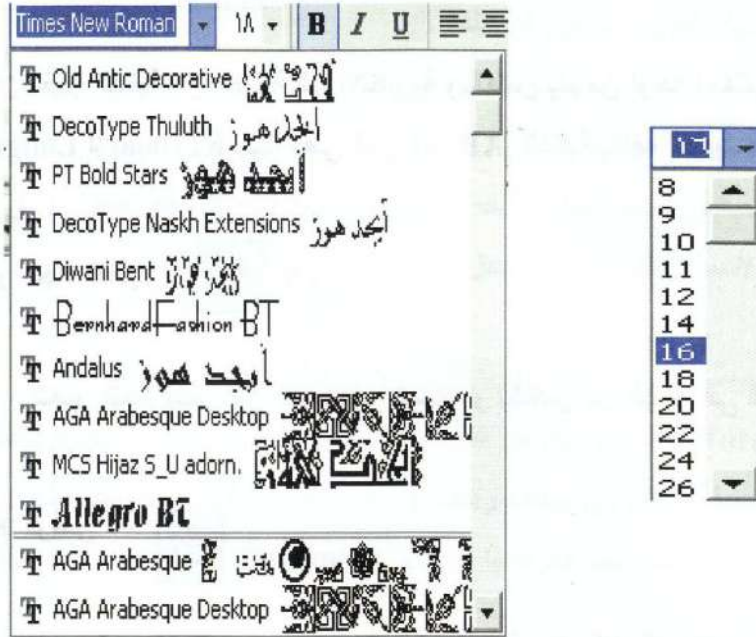 Times New Roman ١٨ B I U
Old Antic Decorative
DecoType Thuluth أبجد هوز
PT Bold Stars أبجد هوز
DecoType Naskh Extensions أبجد هوز
Diwani Bent
BernhardFashion BT
Andalus أبجد هوز
AGA Arabesque Desktop
MCS Hijaz S_U adorn.
Allegro BT
AGA Arabesque
AGA Arabesque Desktop
١٦
8
9
10
11
12
14
16
18
20
22
24
26